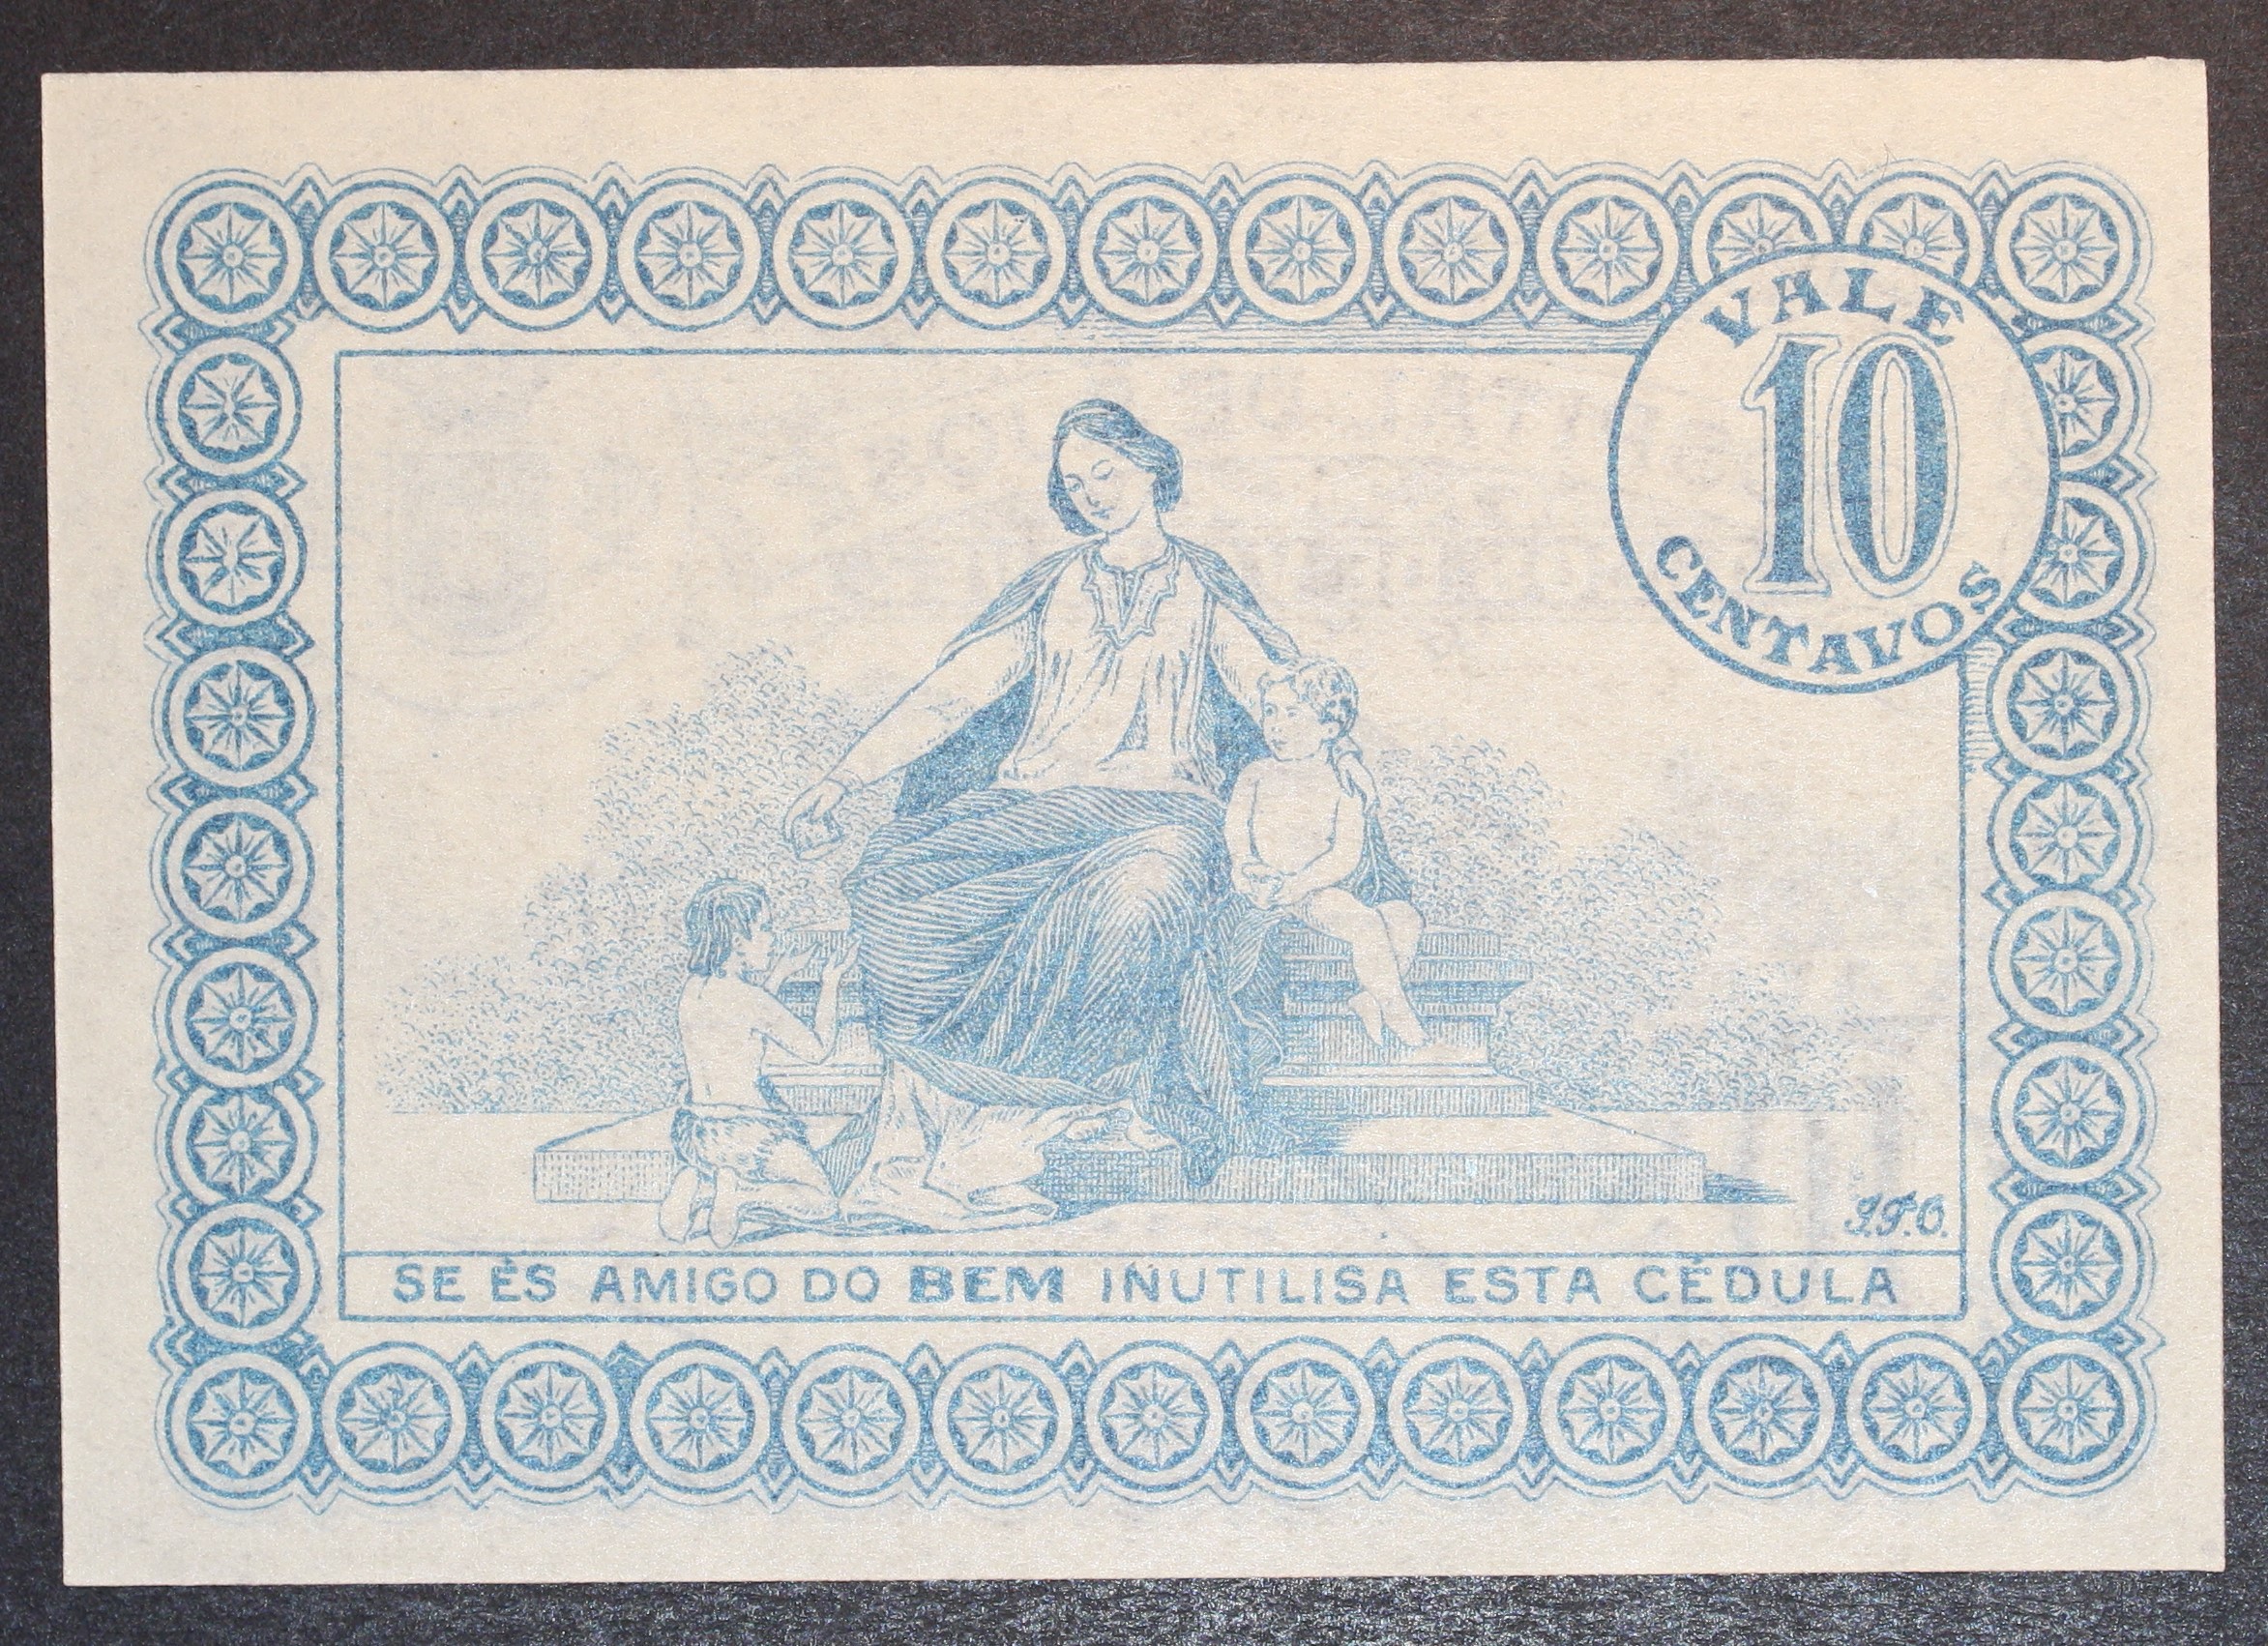 VALE
10
CENTAVOS
J.F.O.
SE ÉS AMIGO DO BEM INUTILISA ESTA CÉDULA